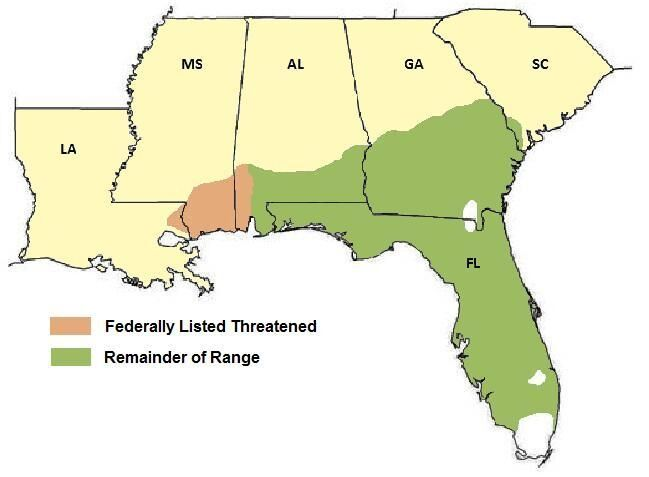 MS
AL
GA
SC
LA
FL
Federally Listed Threatened
Remainder of Range